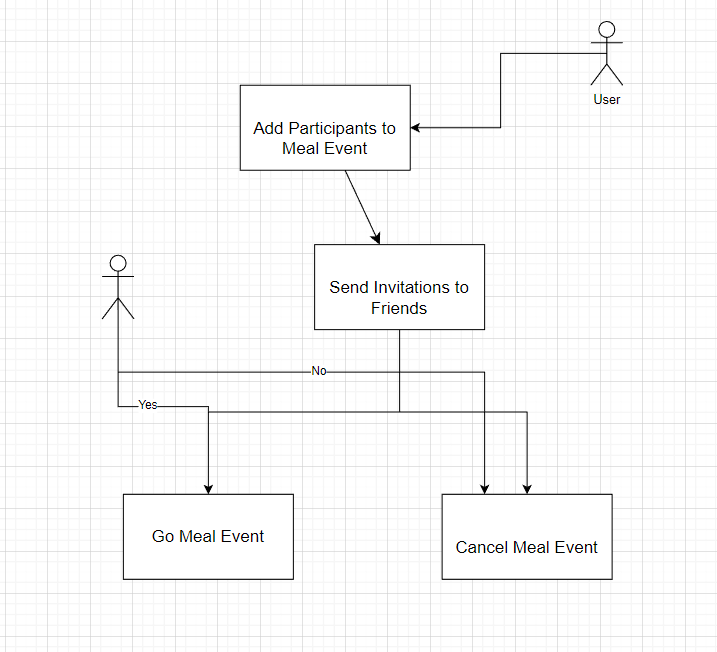 User
Add Participants to
Meal Event
Send Invitations to
Friends
No
Yes
Go Meal Event
Cancel Meal Event